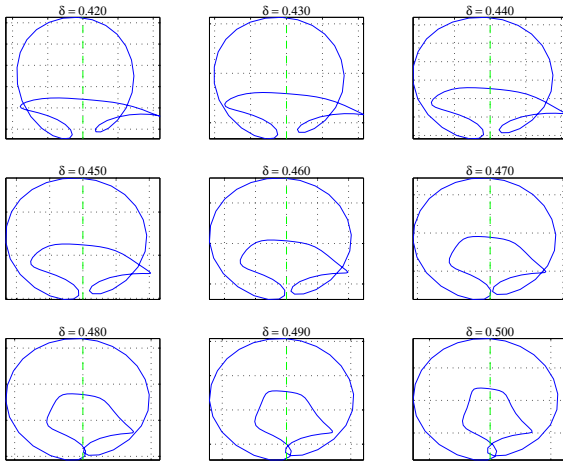 δ = 0.420
δ = 0.430
δ = 0.440
δ = 0.450
δ = 0.460
δ = 0.470
δ = 0.480
δ = 0.490
δ = 0.500